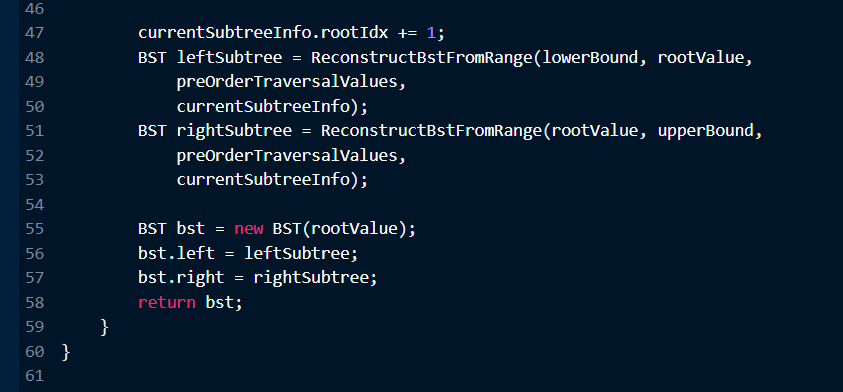 46
47 currentSubtreeInfo.rootIdx += 1;
48 BST leftSubtree = ReconstructBstFromRange(lowerBound, rootValue,
49 preOrderTraversalValues,
50 currentSubtreeInfo);
51 BST rightSubtree = ReconstructBstFromRange(rootValue, upperBound,
52 preOrderTraversalValues,
53 currentSubtreeInfo);
54
55 BST bst = new BST(rootValue);
56 bst.left = leftSubtree;
57 bst.right = rightSubtree;
58 return bst;
59 }
60 }
61